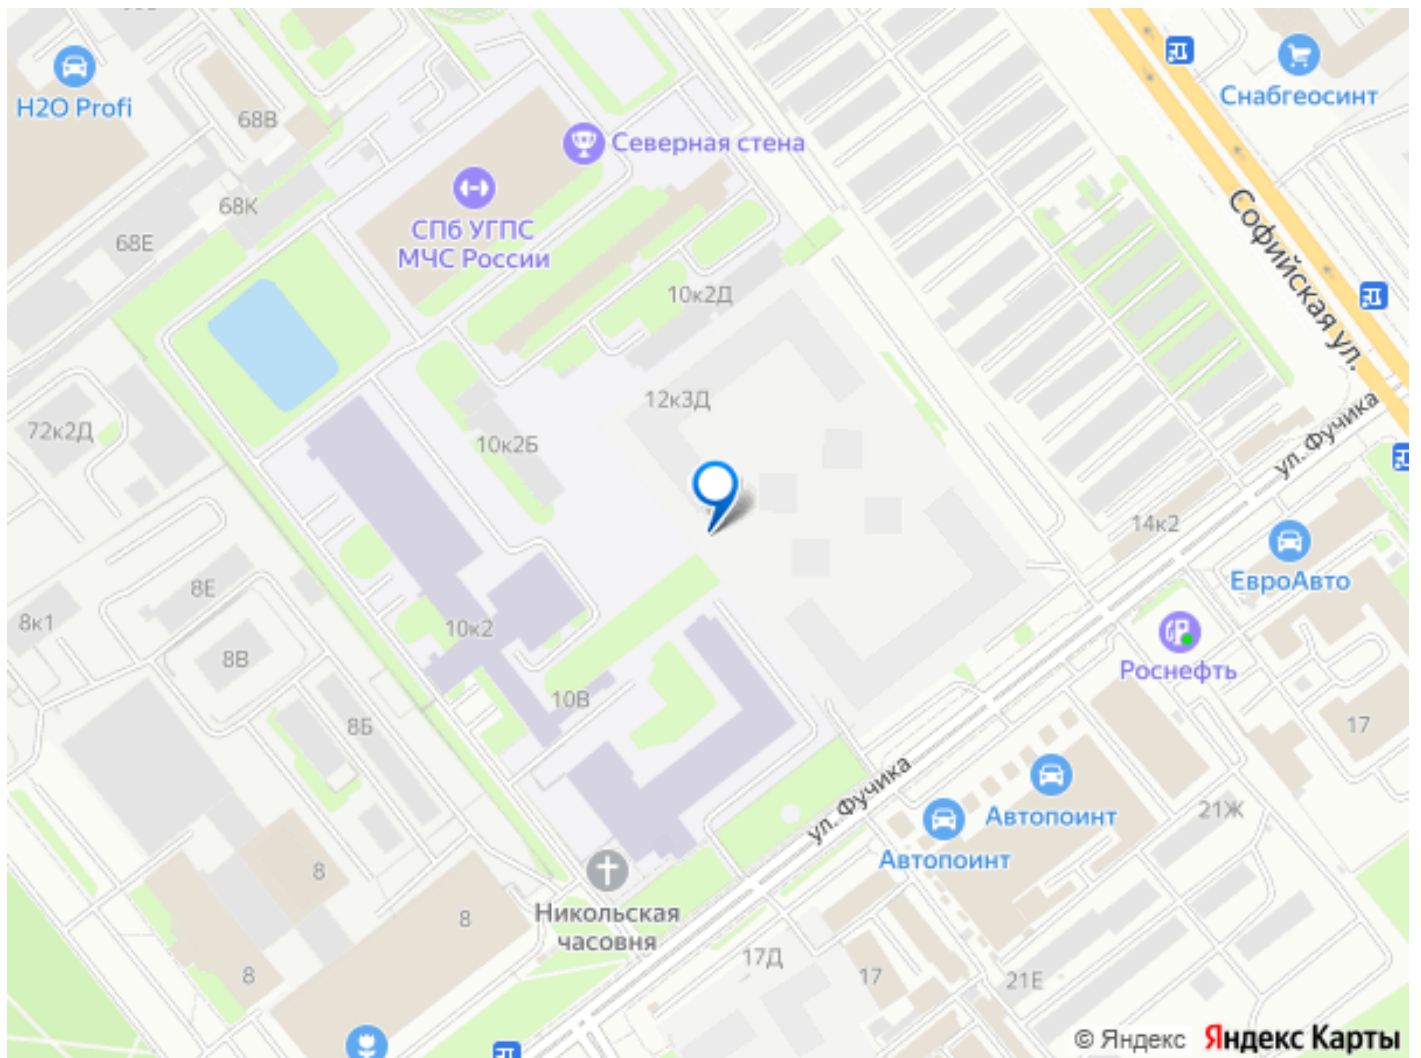 H2O Profi
68В
Северная стена
Снабгеосинт
68К
68Е
СПб УГПС
МЧС России
Софийская ул.
10к2Д
12к3Д
72к2Д
10к2Б
ул. Фучика
14к2
ЕвроАвто
8Е
8к1
10к2
8В
Роснефть
10В
8Б
17
ул. Фучика
Автопоинт
21Ж
Автопоинт
8
8
Никольская
часовня
17Д
8
17
21Е
© Яндекс Яндекс Карты